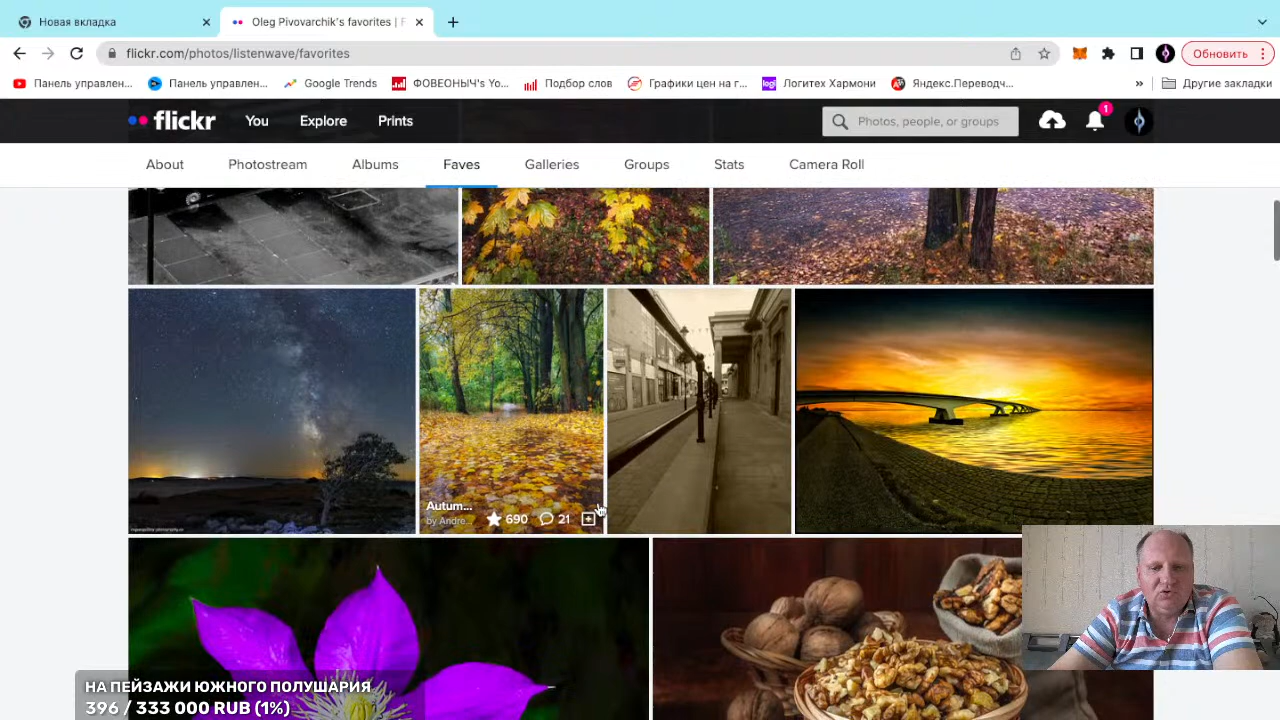 Новая вкладка
Oleg Pivovarchik's favorites | F
flickr.com/photos/listenwave/favorites
Обновить
Панель управлен...
Панель управлен...
Google Trends
ФОВЕОНЫЧ's Yo...
Подбор слов
Графики цен на г...
Логитех Хармони
Яндекс.Переводч...
»
Другие закладки
flickr
You
Explore
Prints
Photos, people, or groups
1
About
Photostream
Albums
Faves
Galleries
Groups
Stats
Camera Roll
Autum...
by Andre...
690
21
НА ПЕЙЗАЖИ ЮЖНОГО ПОЛУШАРИЯ
396 / 333 000 RUB (1%)